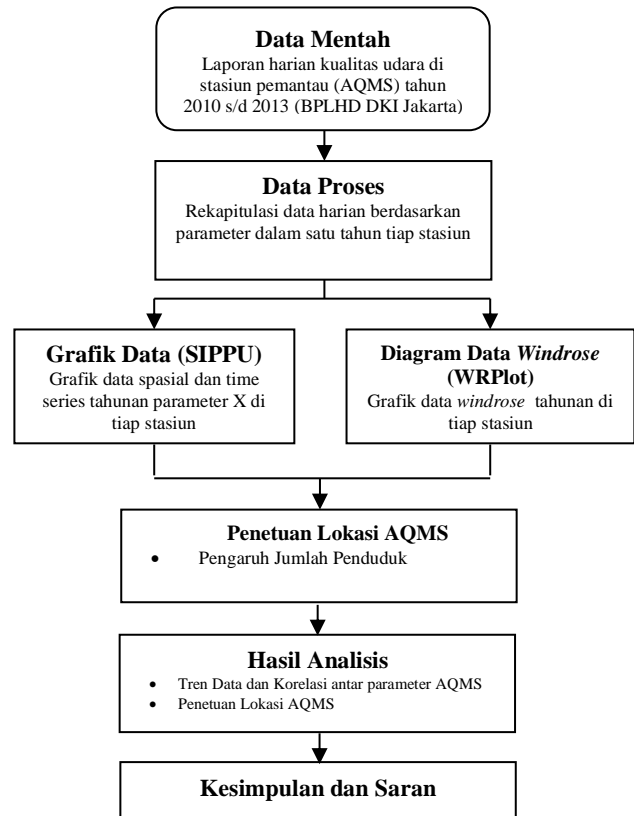 Data Mentah
Laporan harian kualitas udara di
stasiun pemantau (AQMS) tahun
2010 s/d 2013 (BPLHD DKI Jakarta)
Data Proses
Rekapitulasi data harian berdasarkan
parameter dalam satu tahun tiap stasiun
Grafik Data (SIPPU)
Grafik data spasial dan time
series tahunan parameter X di
tiap stasiun
Diagram Data Windrose
(WRPlot)
Grafik data windrose tahunan di
tiap stasiun
Penetuan Lokasi AQMS
• Pengaruh Jumlah Penduduk
Hasil Analisis
• Tren Data dan Korelasi antar parameter AQMS
• Penetuan Lokasi AQMS
Kesimpulan dan Saran